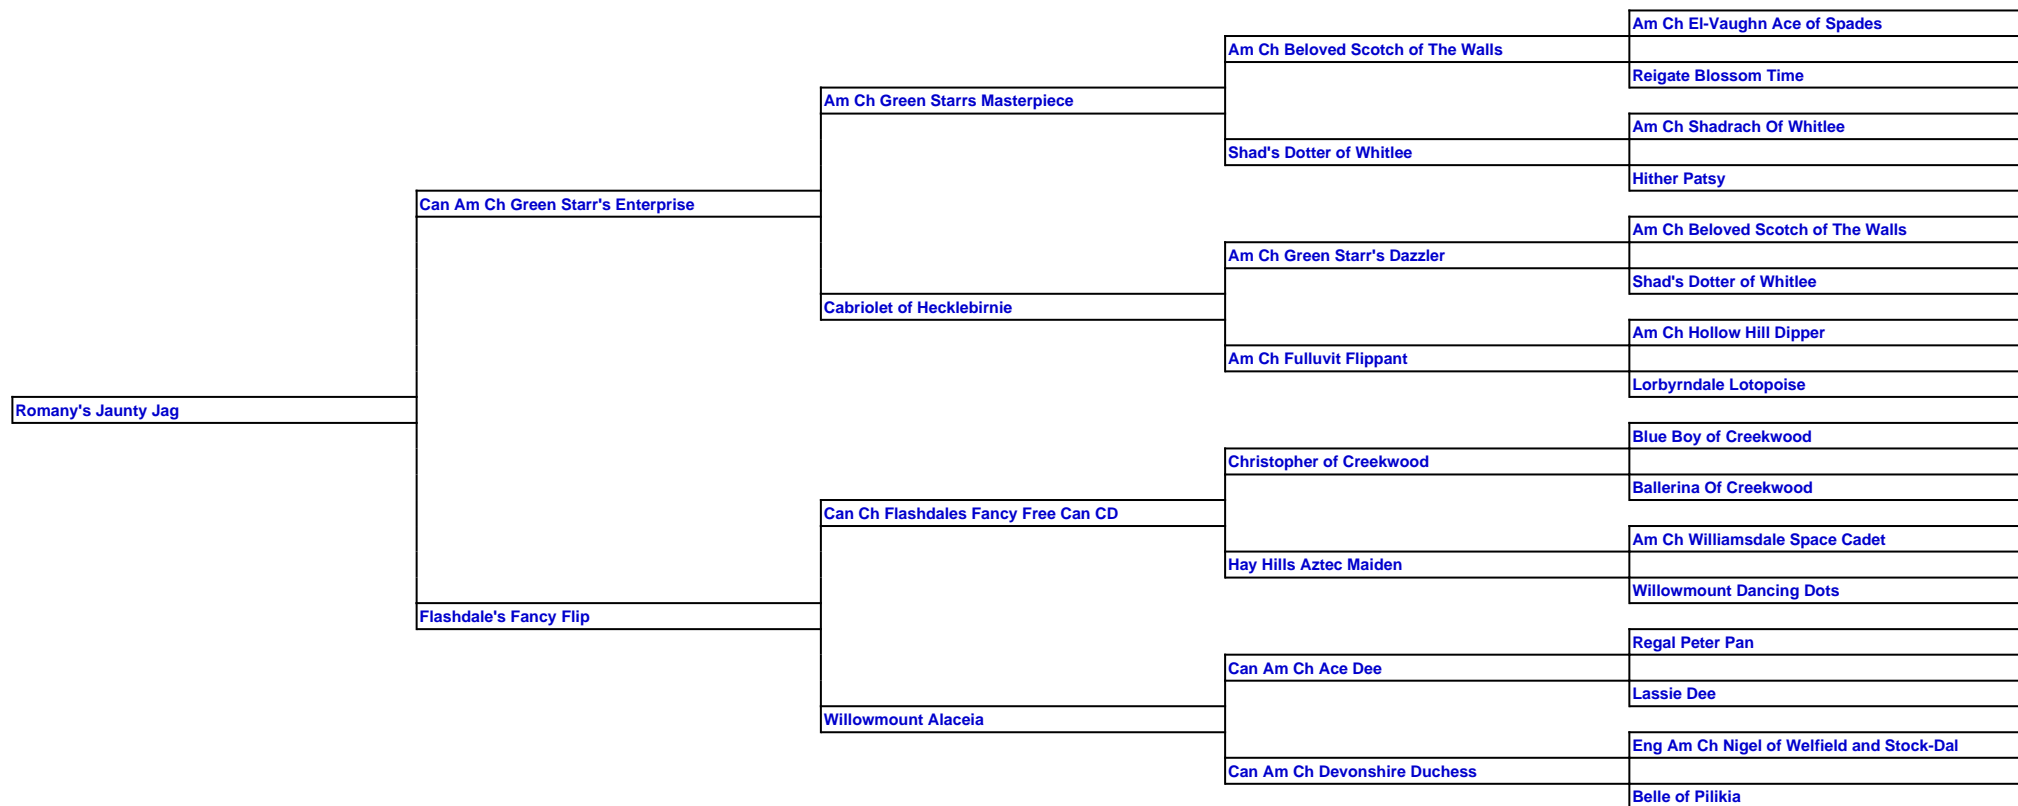 Am Ch El-Vaughn Ace of Spades
Am Ch Beloved Scotch of The Walls
Reigate Blossom Time
Am Ch Green Starrs Masterpiece
Am Ch Shadrach Of Whitlee
Shad's Dotter of Whitlee
Hither Patsy
Can Am Ch Green Starr's Enterprise
Am Ch Beloved Scotch of The Walls
Am Ch Green Starr's Dazzler
Shad's Dotter of Whitlee
Cabriolet of Hecklebirnie
Am Ch Hollow Hill Dipper
Am Ch Fulluvit Flippant
Lorbyrndale Lotopoise
Romany's Jaunty Jag
Blue Boy of Creekwood
Christopher of Creekwood
Ballerina Of Creekwood
Can Ch Flashdales Fancy Free Can CD
Am Ch Williamsdale Space Cadet
Hay Hills Aztec Maiden
Willowmount Dancing Dots
Flashdale's Fancy Flip
Regal Peter Pan
Can Am Ch Ace Dee
Lassie Dee
Willowmount Alaceia
Eng Am Ch Nigel of Welfield and Stock-Dal
Can Am Ch Devonshire Duchess
Belle of Pilikia